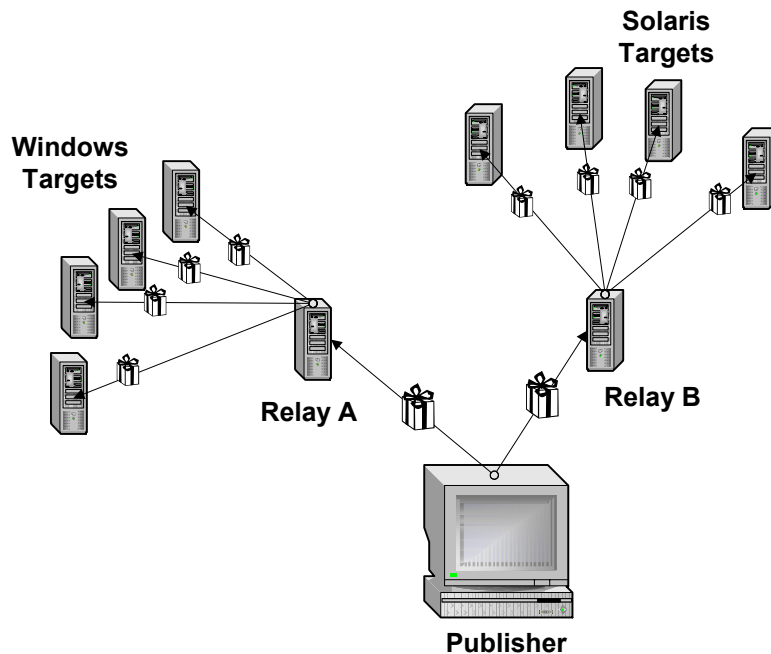 Solaris
Targets
Windows
Targets
Relay A
Relay B
Publisher